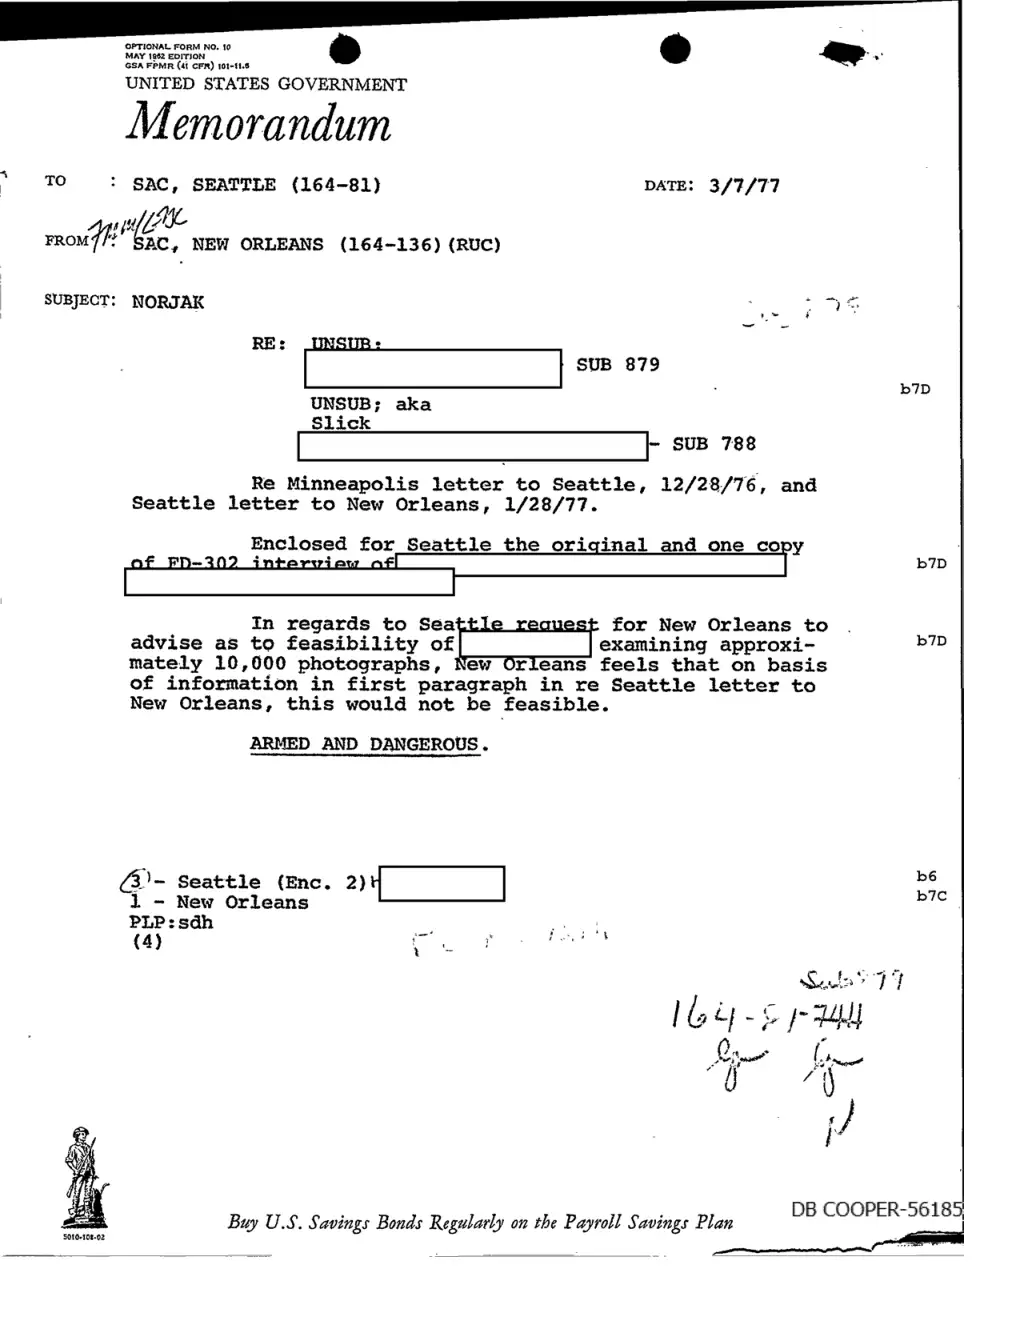 OPTIONAL FORM NO. 10
MAY 1962 EDITION
GSA FPMR (41 CFR) 101-11.6
UNITED STATES GOVERNMENT
Memorandum
TO : SAC, SEATTLE (164-81) DATE: 3/7/77
FROM : SAC, NEW ORLEANS (164-136)(RUC)
SUBJECT: NORJAK
RE: UNSUB;
SUB 879
b7D
UNSUB; aka
Slick
- SUB 788
Re Minneapolis letter to Seattle, 12/28/76, and
Seattle letter to New Orleans, 1/28/77.
Enclosed for Seattle the original and one copy
of FD-302 interview of b7D
In regards to Seattle request for New Orleans to
advise as to feasibility of examining approxi- b7D
mately 10,000 photographs, New Orleans feels that on basis
of information in first paragraph in re Seattle letter to
New Orleans, this would not be feasible.
ARMED AND DANGEROUS.
3 - Seattle (Enc. 2) b6
1 - New Orleans b7C
PLP:sdh
(4)
Sub 879
164-81-744
Buy U.S. Savings Bonds Regularly on the Payroll Savings Plan
DB COOPER-56185
5010-108-02